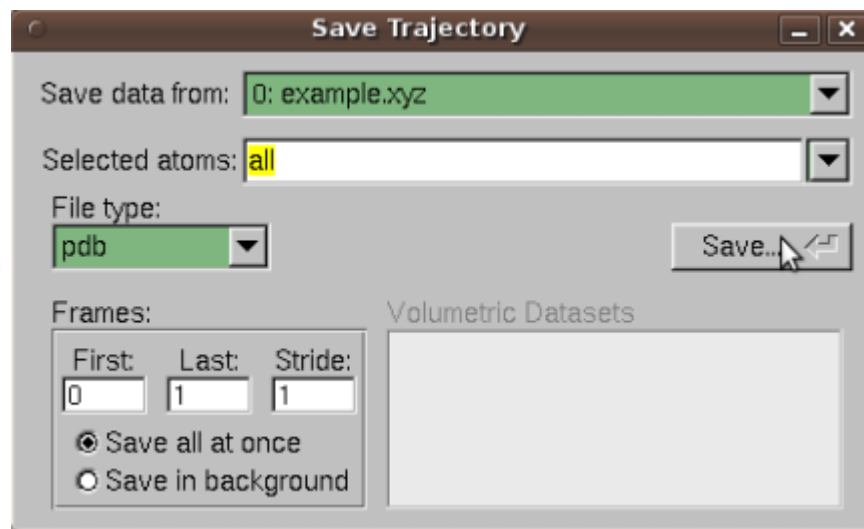 Save Trajectory
Save data from: 0: example.xyz
Selected atoms: all
File type:
pdb
Save...
Frames:
Volumetric Datasets
First: Last: Stride:
0 1 1
Save all at once
Save in background